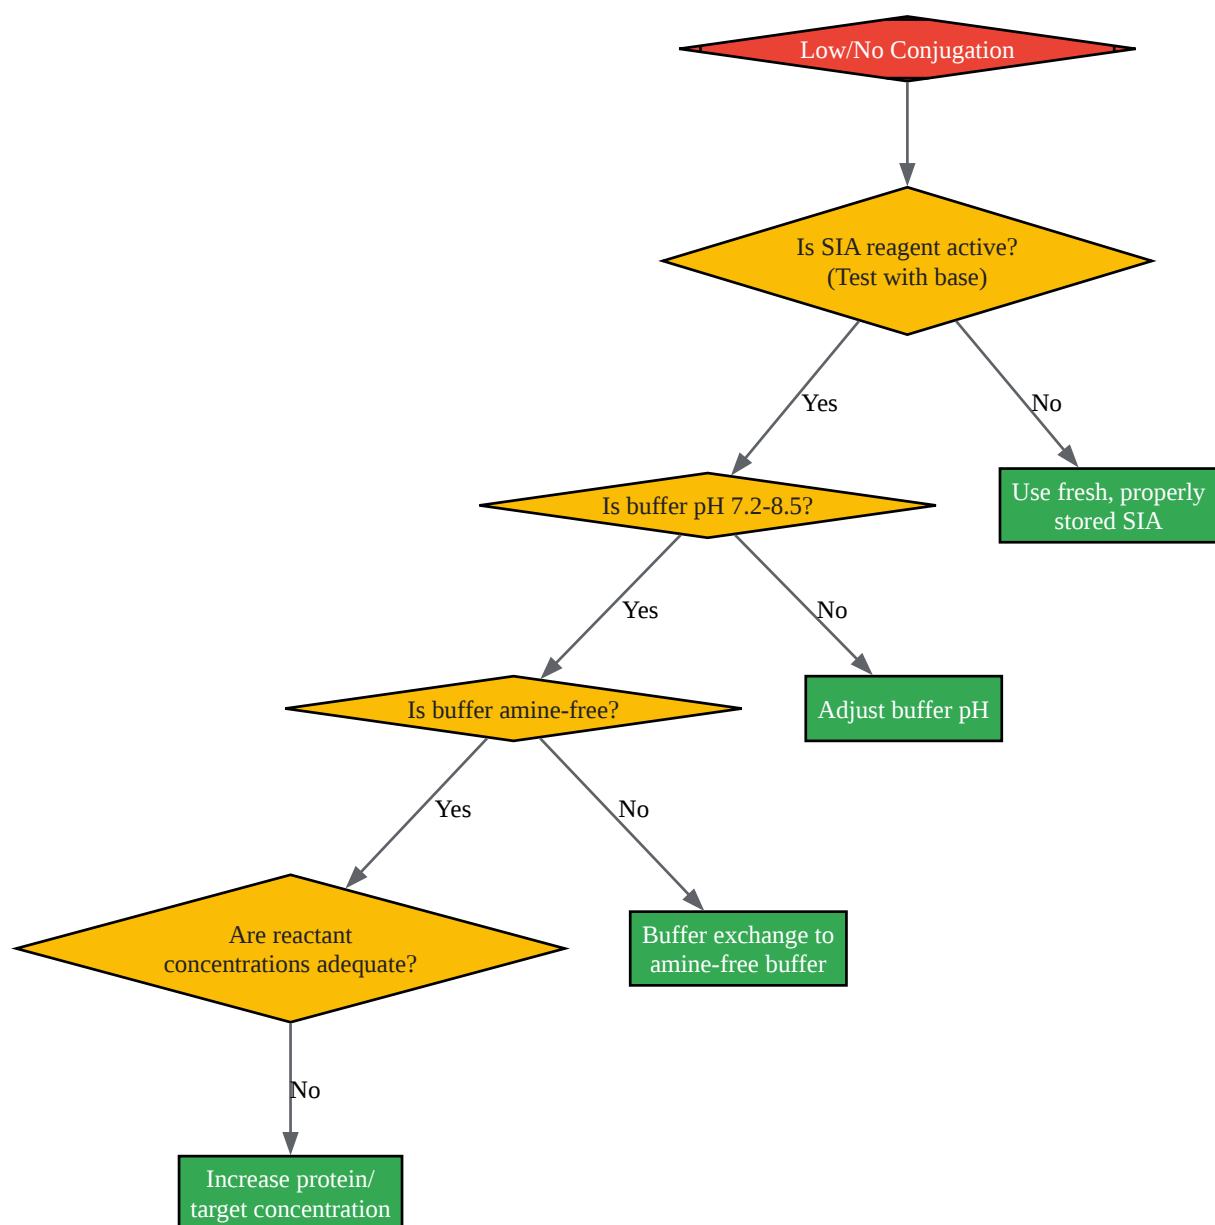 Low/No Conjugation
Is SIA reagent active?
(Test with base)
Yes
No
Is buffer pH 7.2-8.5?
Use fresh, properly
stored SIA
Yes
No
Is buffer amine-free?
Adjust buffer pH
Yes
No
Are reactant
concentrations adequate?
Buffer exchange to
amine-free buffer
No
Increase protein/
target concentration